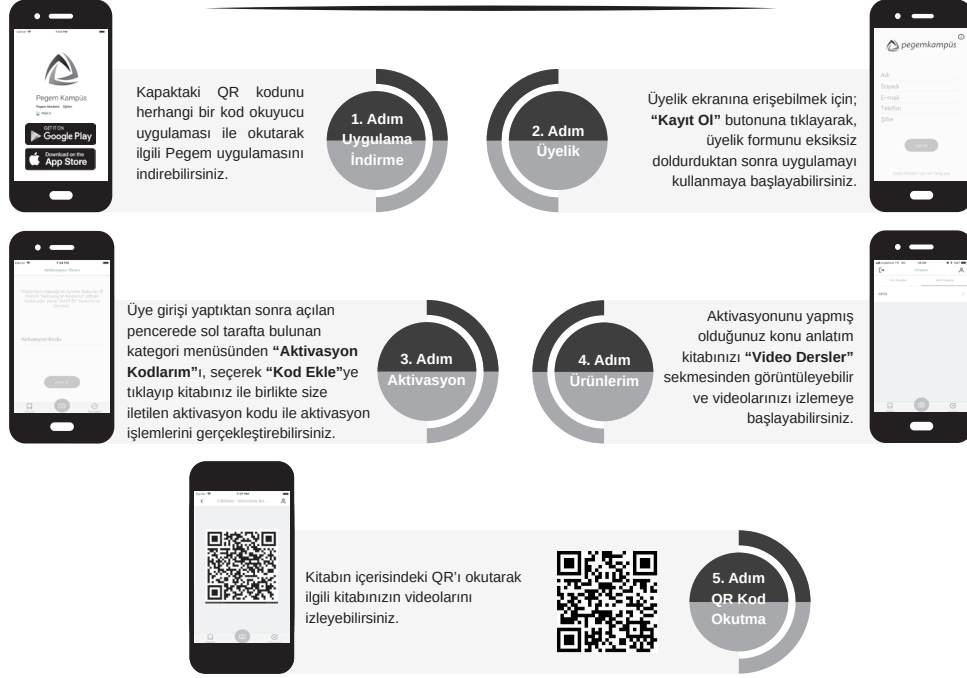 Pegem Kampüs
GET IT ON
Google Play
Download on the
App Store
Kapaktaki QR kodunu
herhangi bir kod okuyucu
uygulaması ile okutarak
ilgili Pegem uygulamasını
indirebilirsiniz.
1. Adım
Uygulama
İndirme
2. Adım
Üyelik
Üyelik ekranına erişebilmek için;
“Kayıt Ol” butonuna tıklayarak,
üyelik formunu eksiksiz
doldurduktan sonra uygulamayı
kullanmaya başlayabilirsiniz.
pegemkampüs
Adı
Soyadı
E-mail
Telefon
Şifre
Aktivasyon Ekranı
Aktivasyon Kodu
Üye girişi yaptıktan sonra açılan
pencerede sol tarafta bulunan
kategori menüsünden “Aktivasyon
Kodlarım”ı, seçerek “Kod Ekle”ye
tıklayıp kitabınız ile birlikte size
iletilen aktivasyon kodu ile aktivasyon
işlemlerini gerçekleştirebilirsiniz.
3. Adım
Aktivasyon
4. Adım
Ürünlerim
Aktivasyonunu yapmış
olduğunuz konu anlatım
kitabınızı “Video Dersler”
sekmesinden görüntüleyebilir
ve videolarınızı izlemeye
başlayabilirsiniz.
Kitabın içerisindeki QR’ı okutarak
ilgili kitabınızın videolarını
izleyebilirsiniz.
5. Adım
QR Kod
Okutma